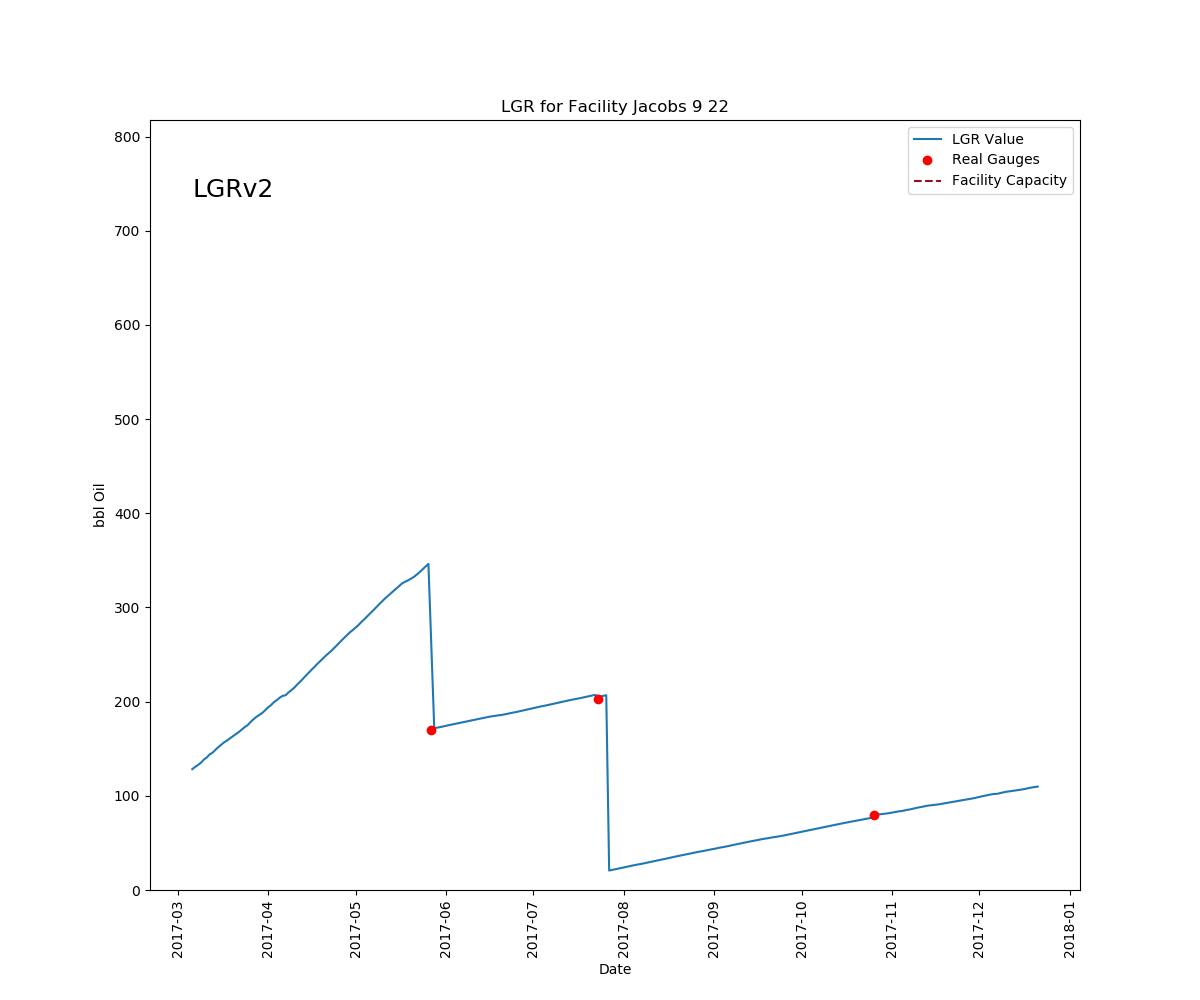 LGR for Facility Jacobs 9 22
LGR Value
Real Gauges
Facility Capacity
LGRv2
800
700
600
500
400
300
200
100
0
bbl Oil
2017-03
2017-04
2017-05
2017-06
2017-07
2017-08
2017-09
2017-10
2017-11
2017-12
2018-01
Date